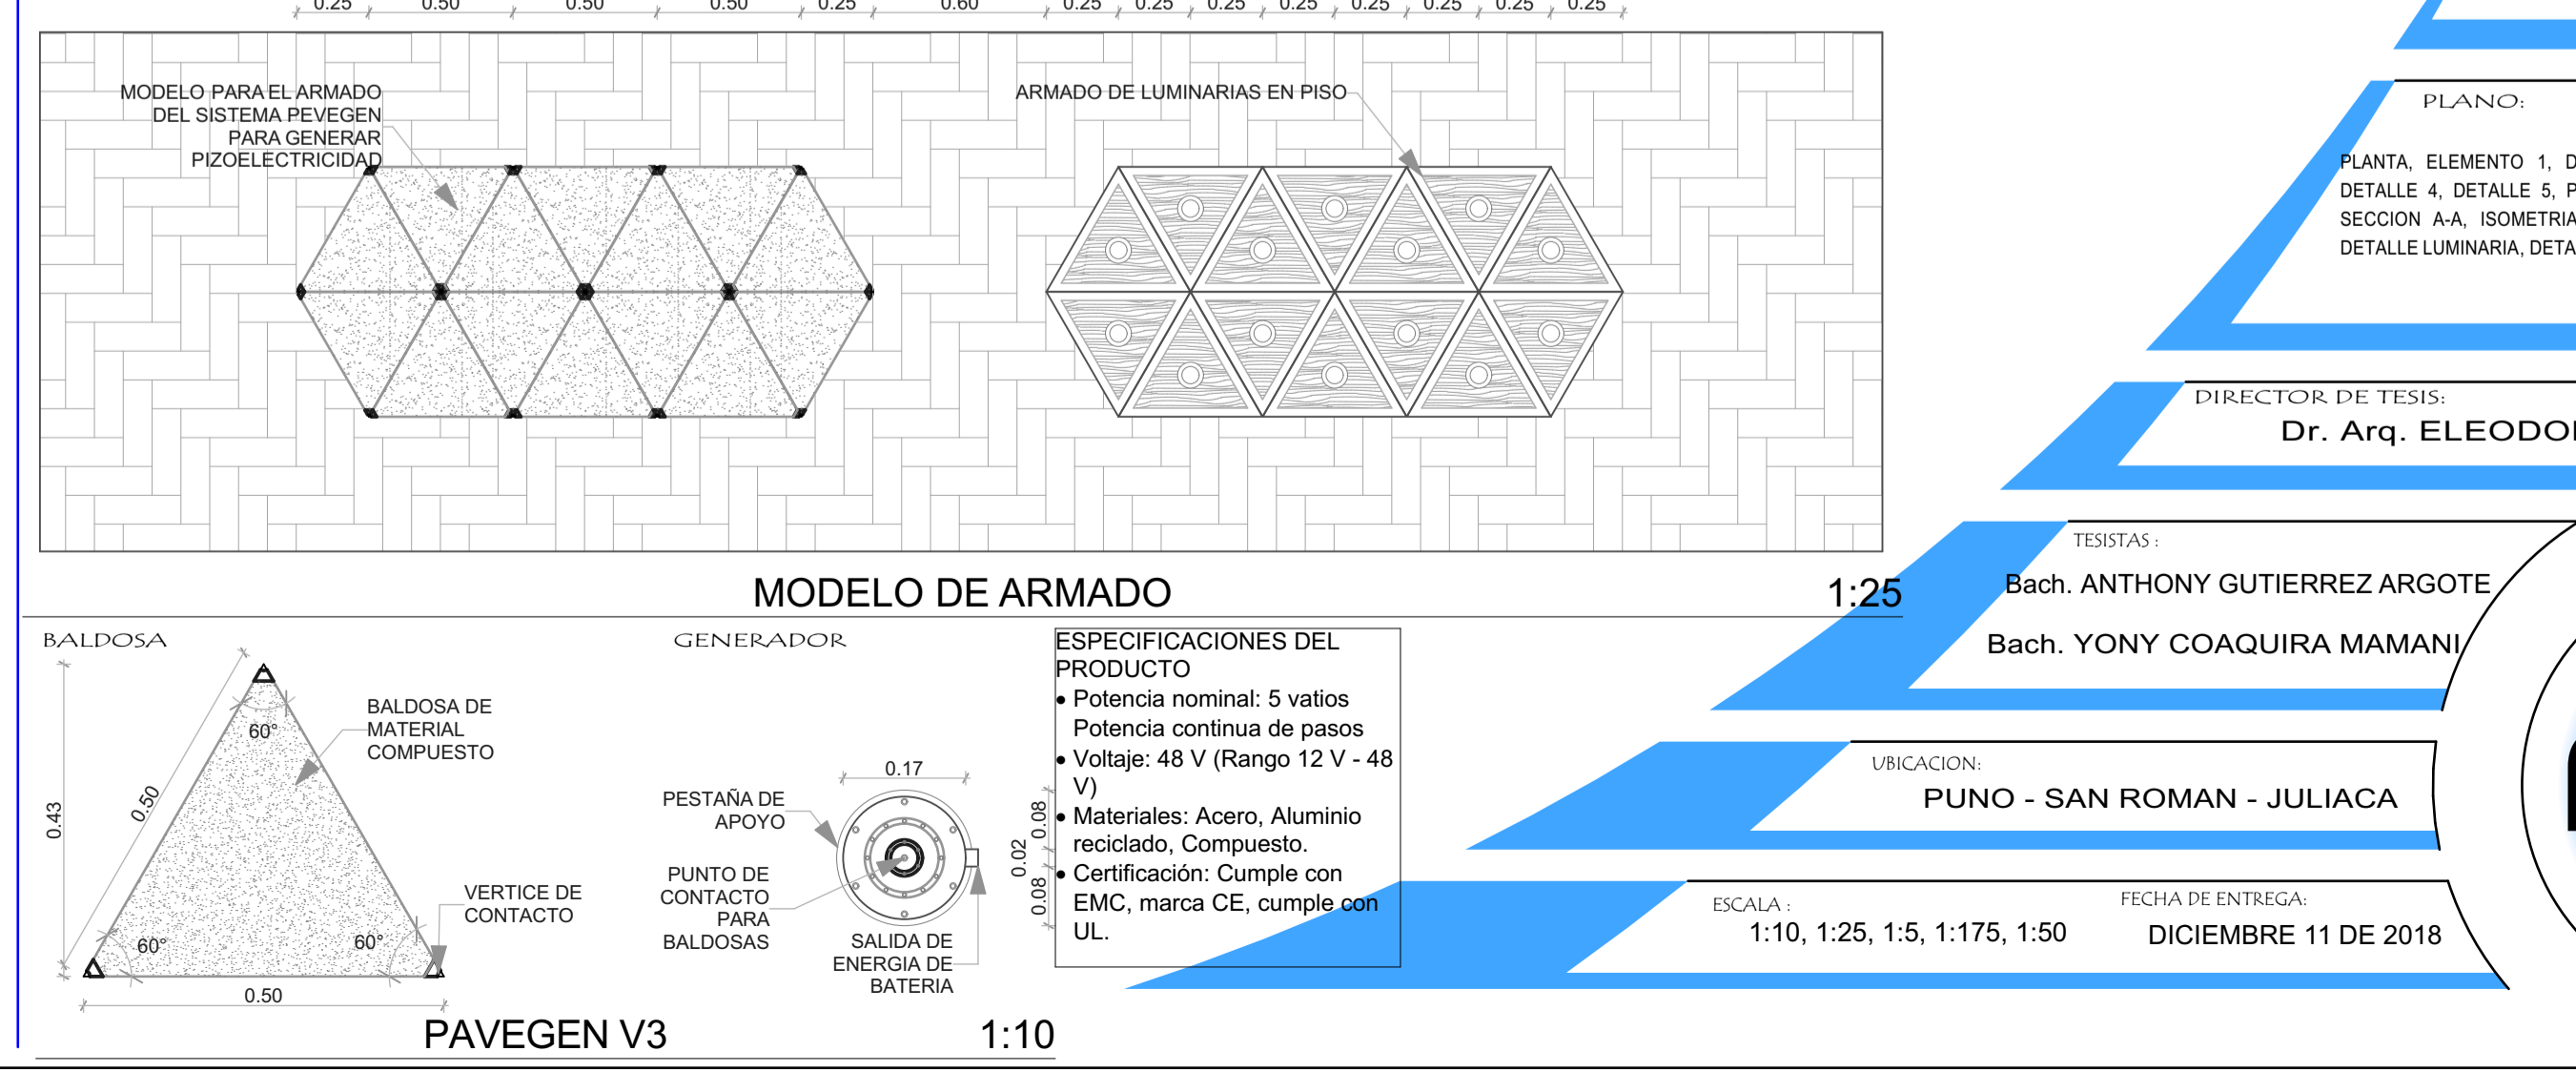 0.25 0.50 0.50 0.50 0.25 0.60 0.25 0.25 0.25 0.25 0.25 0.25 0.25 0.25
MODELO PARA EL ARMADO
DEL SISTEMA PEVEGEN
PARA GENERAR
PIZOELECTRICIDAD
ARMADO DE LUMINARIAS EN PISO
MODELO DE ARMADO 1:25
BALDOSA
60°
60°
60°
0.43
0.50
0.50
BALDOSA DE
MATERIAL
COMPUESTO
VERTICE DE
CONTACTO
GENERADOR
0.17
PESTAÑA DE
APOYO
PUNTO DE
CONTACTO
PARA
BALDOSAS
SALIDA DE
ENERGIA DE
BATERIA
0.08
0.02
0.08
ESPECIFICACIONES DEL
PRODUCTO
• Potencia nominal: 5 vatios
Potencia continua de pasos
• Voltaje: 48 V (Rango 12 V - 48
V)
• Materiales: Acero, Aluminio
reciclado, Compuesto.
• Certificación: Cumple con
EMC, marca CE, cumple con
UL.
PAVEGEN V3 1:10
PLANO:
PLANTA, ELEMENTO 1, D
DETALLE 4, DETALLE 5, P
SECCION A-A, ISOMETRIA
DETALLE LUMINARIA, DETA
DIRECTOR DE TESIS:
Dr. Arq. ELEODO
TESISTAS :
Bach. ANTHONY GUTIERREZ ARGOTE
Bach. YONY COAQUIRA MAMANI
UBICACION:
PUNO - SAN ROMAN - JULIACA
ESCALA :
1:10, 1:25, 1:5, 1:175, 1:50
FECHA DE ENTREGA:
DICIEMBRE 11 DE 2018